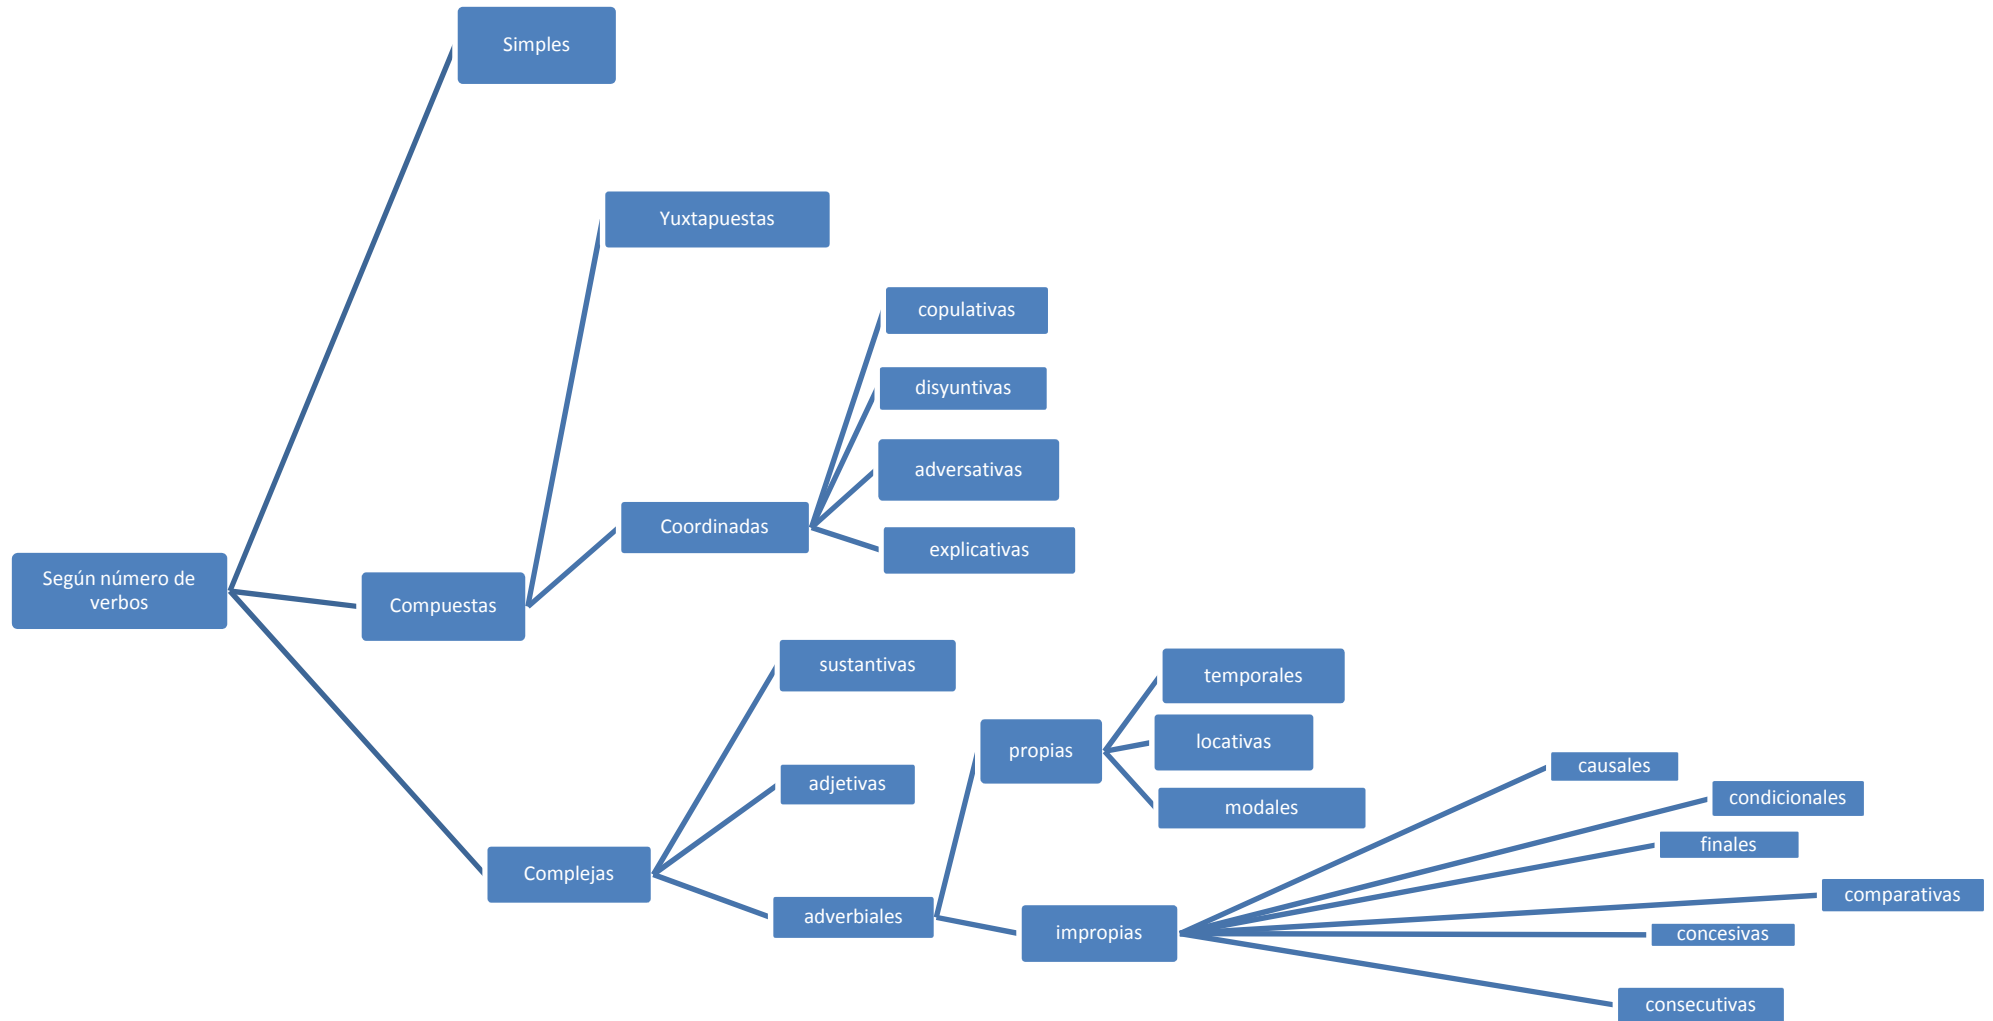 Simples
Yuxtapuestas
copulativas
disyuntivas
adversativas
Coordinadas
explicativas
Según número de
verbos
Compuestas
sustantivas
temporales
propias
locativas
adjetivas
modales
causales
condicionales
finales
Complejas
comparativas
adverbiales
impropias
concesivas
consecutivas